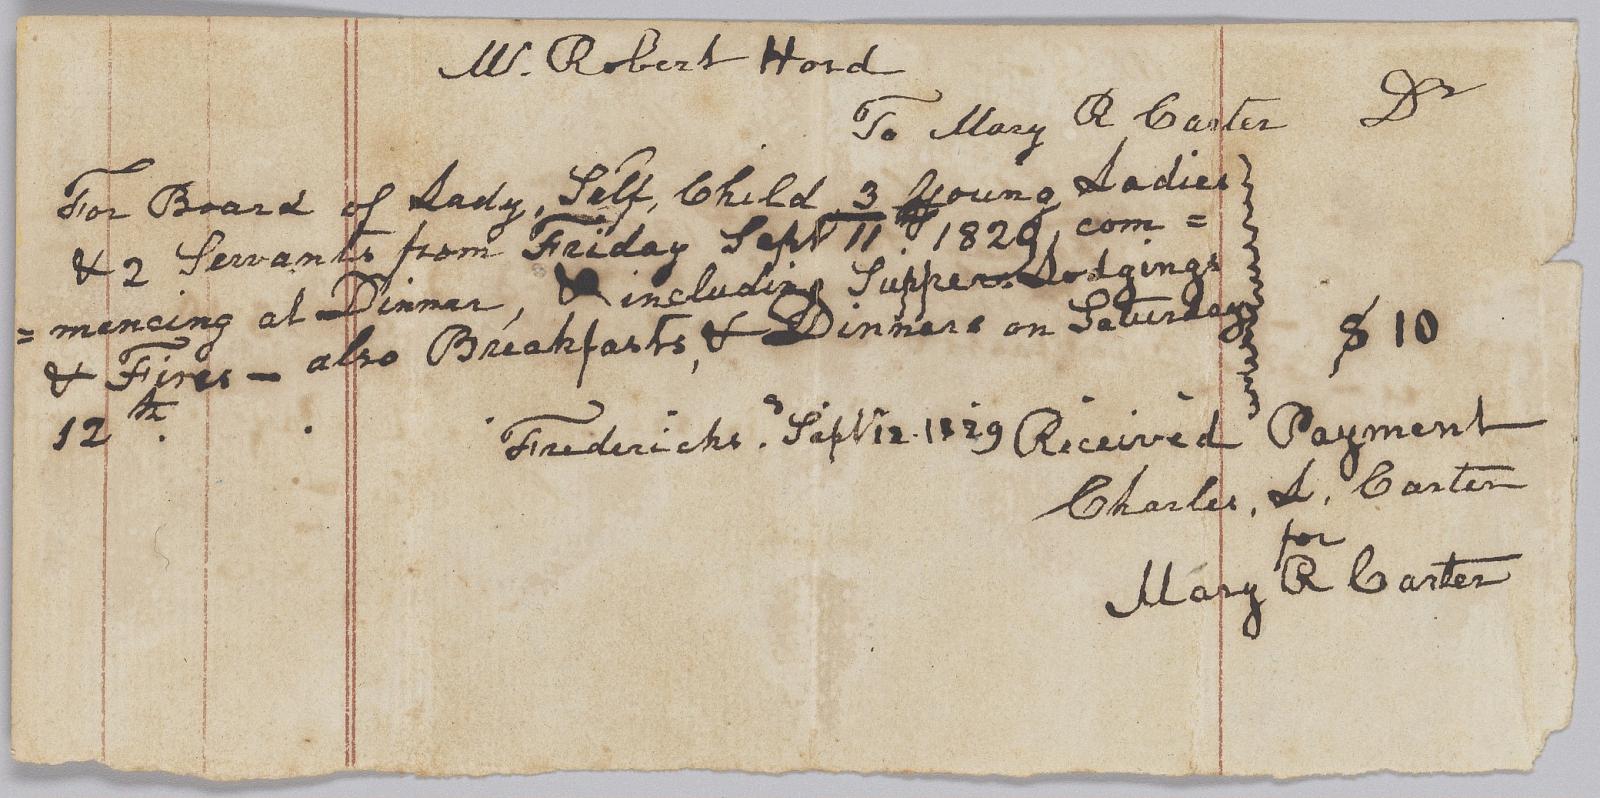 Mr. Robert Hord
To Mary R Carter Dr
For Board of Lady, Self, Child, 3 Young Ladies
& 2 Servants from Friday Sept 11th. 1829, com =
= mencing at Dinner, & including Suppers Lodgings
& Fires — also Breakfasts, & Dinners on Saturday
12th.
$ 10
Fredericks. Sept 12. 1829 Received Payment
Charles. L. Carter
for
Mary R Carter